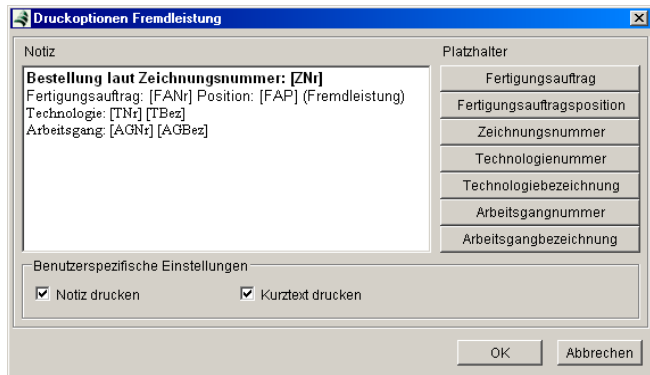 Druckoptionen Fremdleistung
Notiz
Bestellung laut Zeichnungsnummer: [ZNr]
Fertigungsauftrag: [FANr] Position: [FAP] (Fremdleistung)
Technologie: [TNr] [TBez]
Arbeitsgang: [AGNr] [AGBez]
Platzhalter
Fertigungsauftrag
Fertigungsauftragsposition
Zeichnungsnummer
Technologienummer
Technologiebezeichnung
Arbeitsgangnummer
Arbeitsgangbezeichnung
Benutzerspezifische Einstellungen
Notiz drucken
Kurztext drucken
OK
Abbrechen